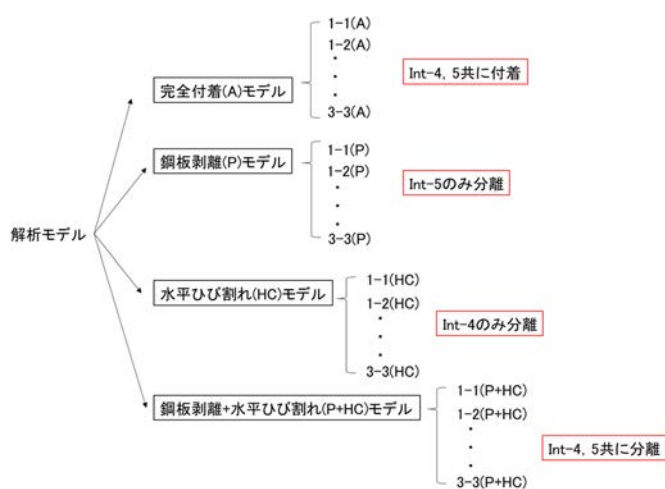 1-1(A)
1-2(A)
・
・
・
3-3(A)
完全付着(A)モデル
Int-4, 5共に付着
1-1(P)
1-2(P)
・
・
・
3-3(P)
鋼板剥離(P)モデル
Int-5のみ分離
解析モデル
1-1(HC)
1-2(HC)
・
・
・
3-3(HC)
水平ひび割れ(HC)モデル
Int-4のみ分離
1-1(P+HC)
1-2(P+HC)
・
・
・
3-3(P+HC)
鋼板剥離+水平ひび割れ(P+HC)モデル
Int-4, 5共に分離